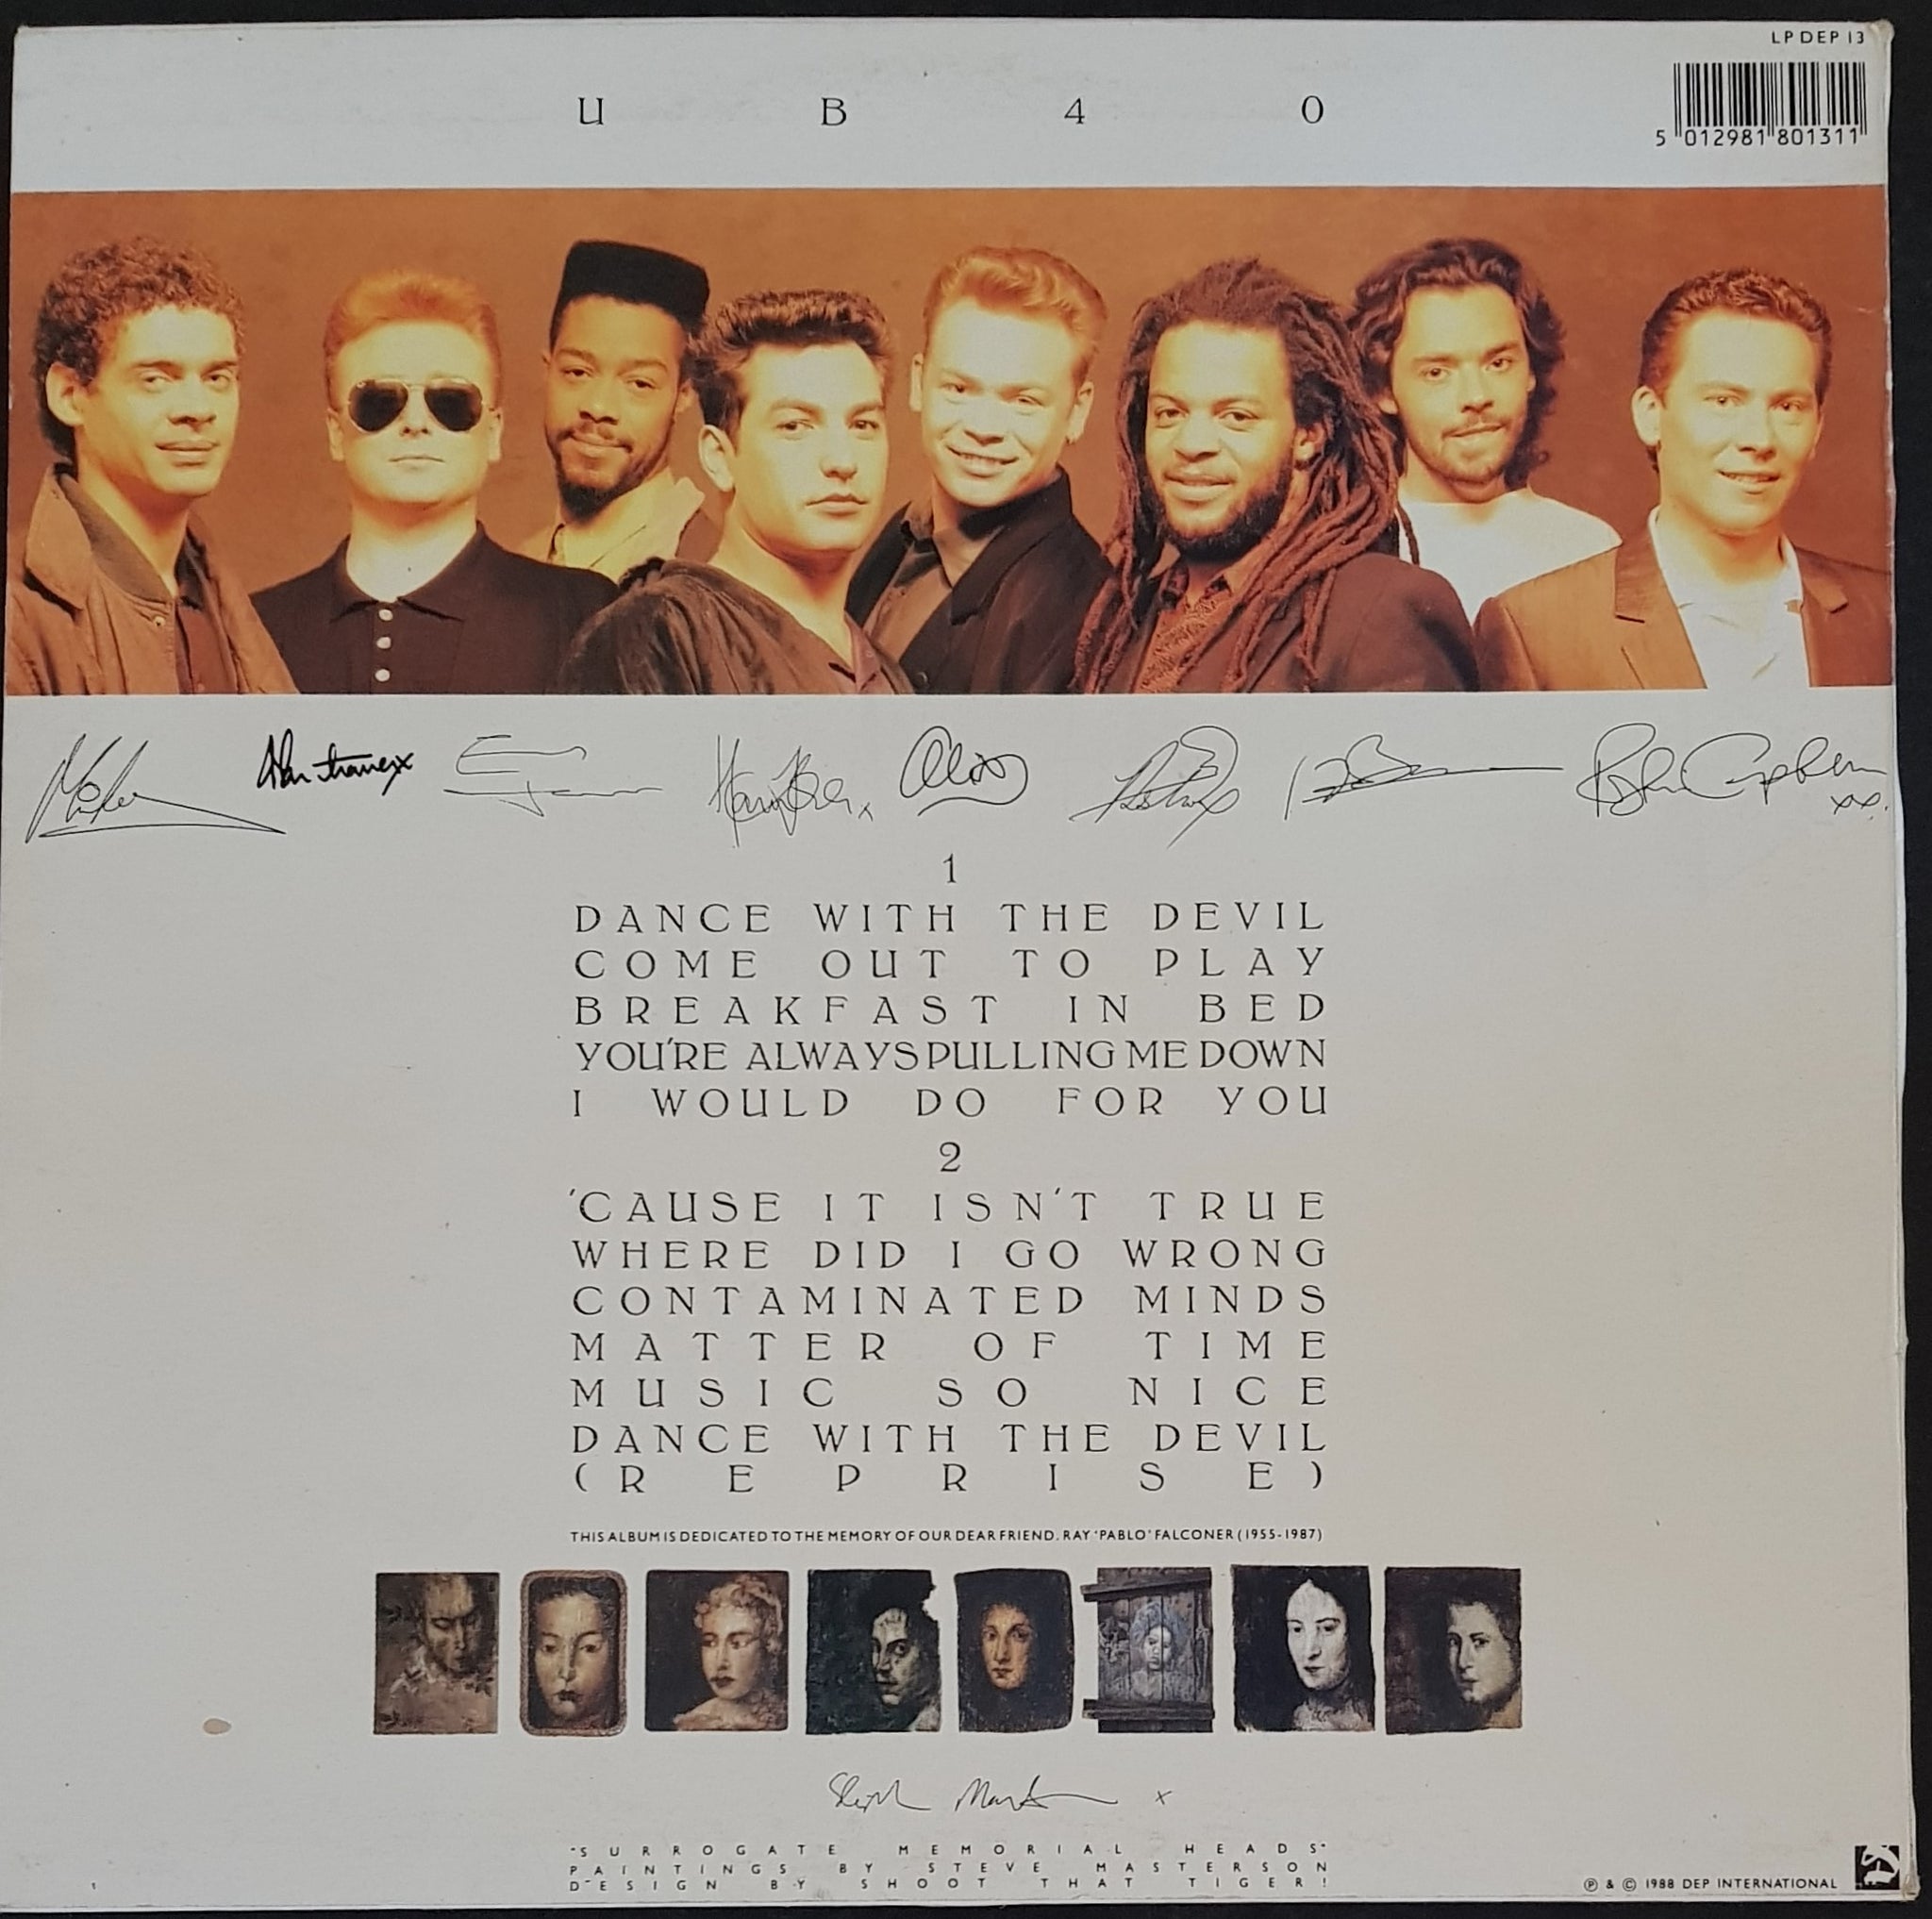 LP DEP 13
U B 4 0
5 012981 801311
Robin Campbell
xx.
1
DANCE WITH THE DEVIL
COME OUT TO PLAY
BREAKFAST IN BED
YOU'RE ALWAYS PULLING ME DOWN
I WOULD DO FOR YOU
2
'CAUSE IT ISN'T TRUE
WHERE DID I GO WRONG
CONTAMINATED MINDS
MATTER OF TIME
MUSIC SO NICE
DANCE WITH THE DEVIL
(REPRISE)
THIS ALBUM IS DEDICATED TO THE MEMORY OF OUR DEAR FRIEND. RAY 'PABLO' FALCONER (1955-1987)
"SURROGATE MEMORIAL HEADS"
PAINTINGS BY STEVE MASTERSON
DESIGN BY SHOOT THAT TIGER!
℗ & © 1988 DEP INTERNATIONAL